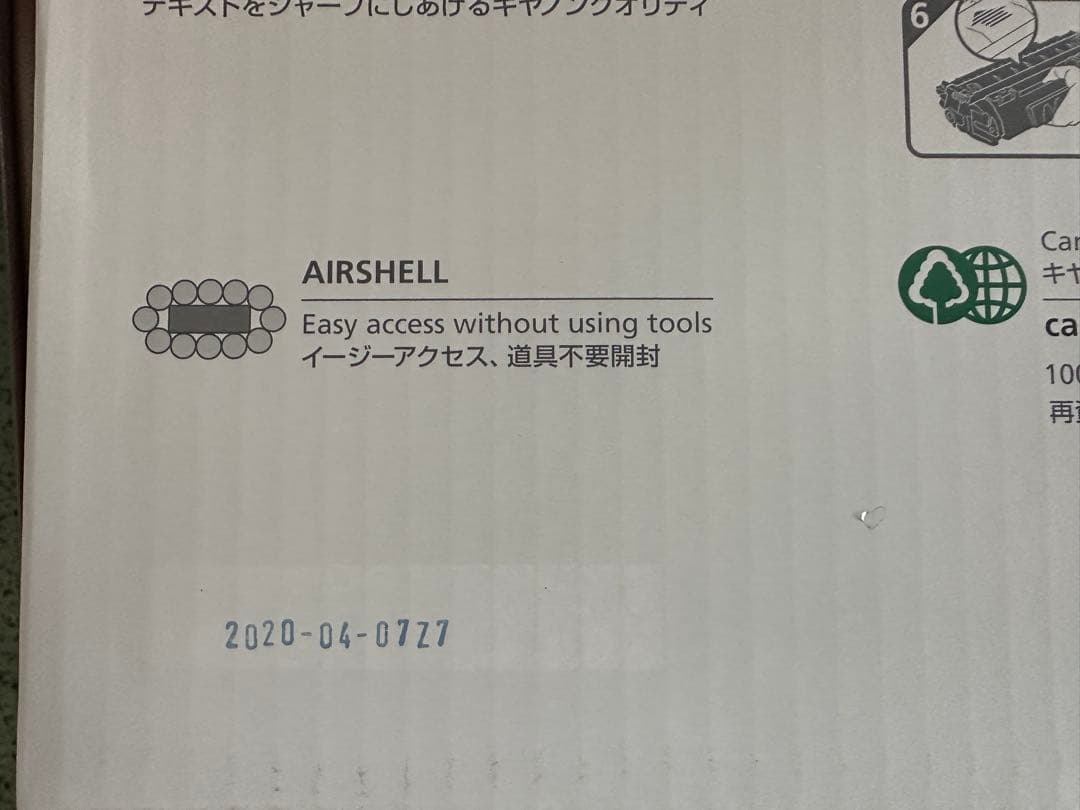 テキストをシャープにしあげるキヤノンクオリティ
6
AIRSHELL
Easy access without using tools
イージーアクセス、道具不要開封
2020-04-07Z7